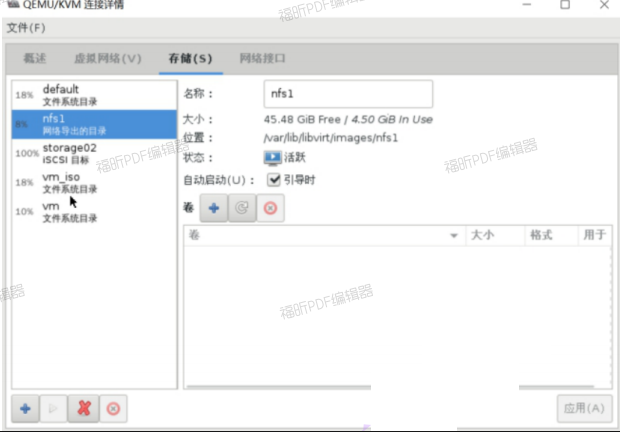 QEMU/KVM 连接详情
福昕PDF编辑器
文件(F)
概述 虚拟网络(V) 存储(S) 网络接口
18% default
文件系统目录
8% nfs1
网络导出的目录
100% storage02
iSCSI 目标
18% vm_iso
文件系统目录
10% vm
文件系统目录
名称： nfs1
大小： 45.48 GiB Free / 4.50 GiB In Use
位置： /var/lib/libvirt/images/nfs1
状态： 活跃
自动启动(U)： 引导时
卷
卷 大小 格式 用于
福昕PDF编辑器
福昕PDF编辑器
辑器
福昕PDF编辑器
应用(A)